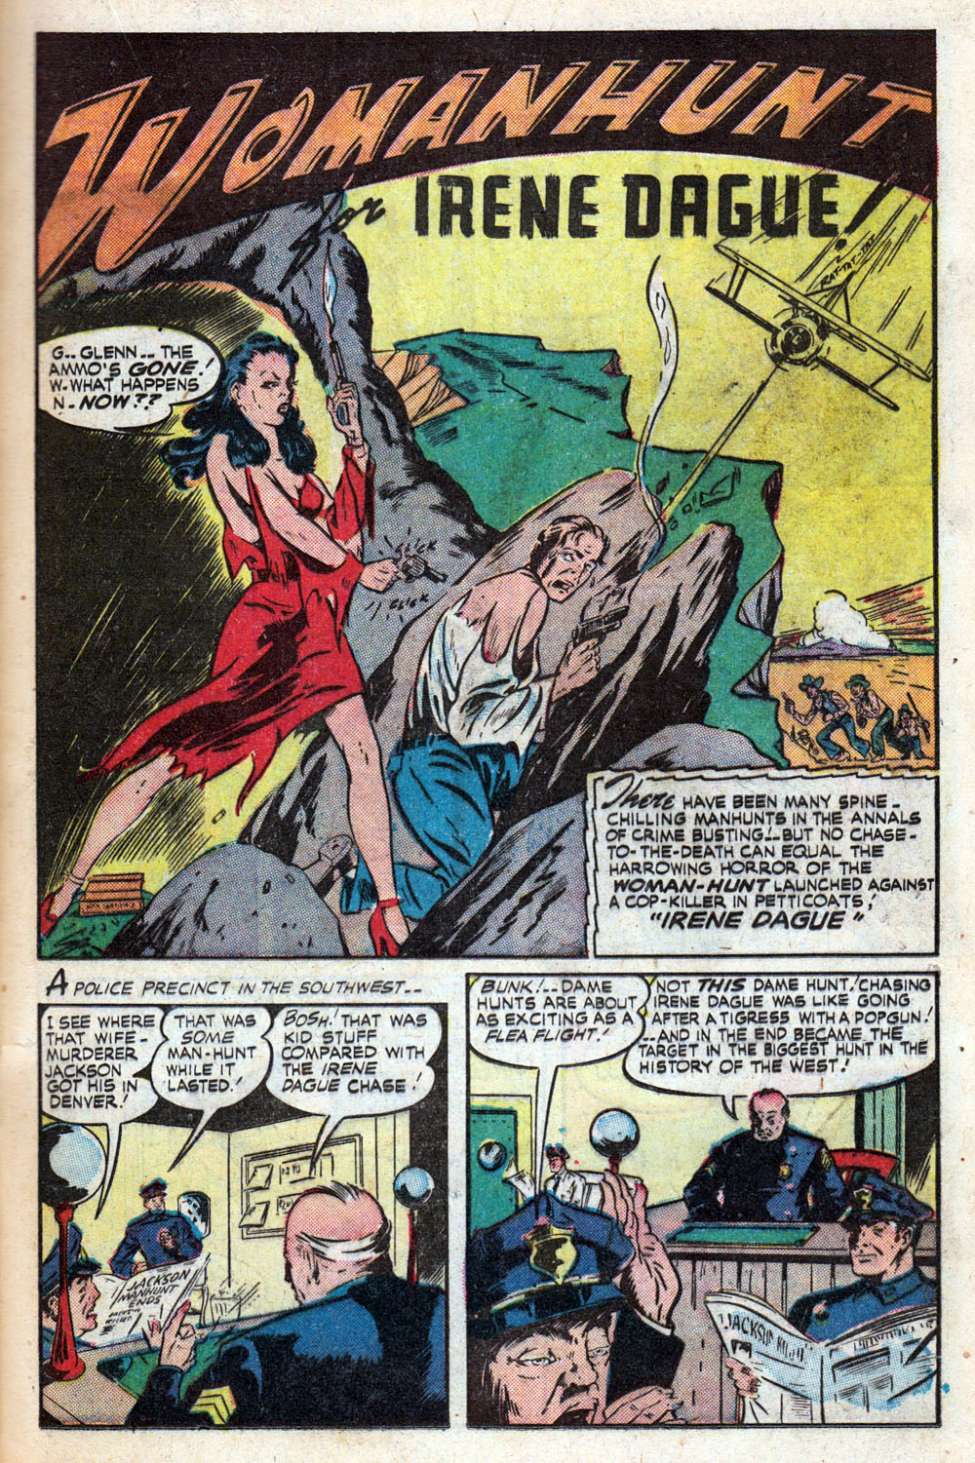 WOMANHUNT
for IRENE DAGUE!
RAT-TAT-TAT
G.. GLENN -- THE
AMMO'S GONE!
W-WHAT HAPPENS
N- NOW??
CLICK
CLICK
There HAVE BEEN MANY SPINE-
CHILLING MANHUNTS IN THE ANNALS
OF CRIME BUSTING!--BUT NO CHASE-
TO-THE-DEATH CAN EQUAL THE
HARROWING HORROR OF THE
WOMAN-HUNT LAUNCHED AGAINST
A COP-KILLER IN PETTICOATS,
"IRENE DAGUE"
A POLICE PRECINCT IN THE SOUTHWEST--
I SEE WHERE
THAT WIFE-
MURDERER
JACKSON
GOT HIS IN
DENVER!
THAT WAS
SOME
MAN-HUNT
WHILE IT
LASTED!
BOSH! THAT WAS
KID STUFF
COMPARED WITH
THE IRENE
DAGUE CHASE!
JACKSON
MANHUNT
ENDS
BUNK!-- DAME
HUNTS ARE ABOUT
AS EXCITING AS A
FLEA FLIGHT!
NOT THIS DAME HUNT! CHASING
IRENE DAGUE WAS LIKE GOING
AFTER A TIGRESS WITH A POPGUN!
--AND IN THE END BECAME THE
TARGET IN THE BIGGEST HUNT IN THE
HISTORY OF THE WEST!
JACKSON